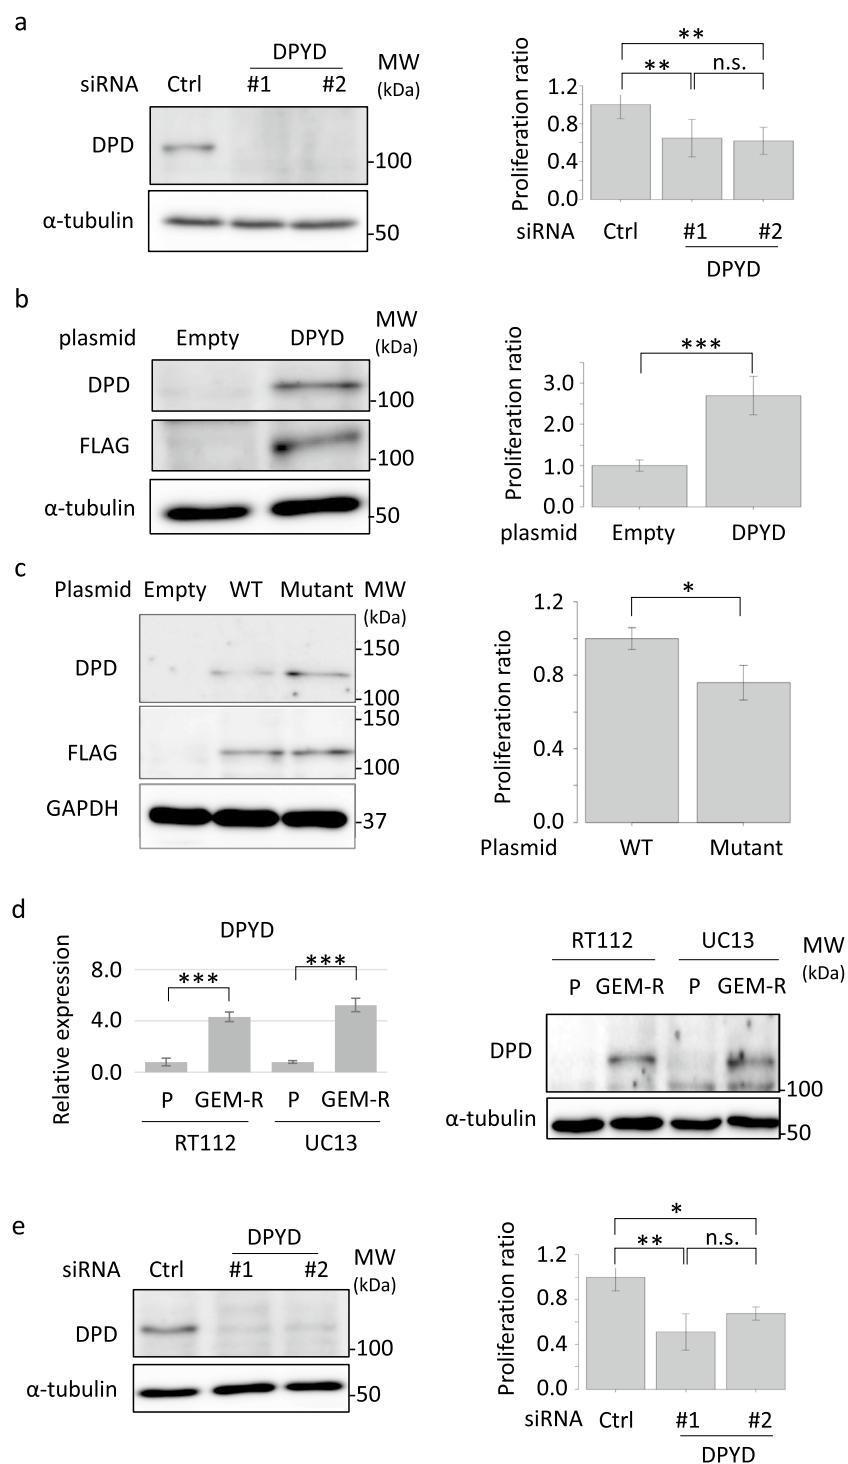 a
DPYD
MW
siRNA Ctrl #1 #2 (kDa)
DPD
-100
α-tubulin
-50
Proliferation ratio
** 
** n.s.
1.2
0.8
0.4
0.0
siRNA Ctrl #1 #2
DPYD
b
MW
plasmid Empty DPYD (kDa)
DPD
-100
FLAG
-100
α-tubulin
-50
Proliferation ratio
***
3.0
2.0
1.0
0.0
plasmid Empty DPYD
c
Plasmid Empty WT Mutant MW
(kDa)
-150
DPD
-100
-150
FLAG
-100
GAPDH
-37
Proliferation ratio
*
1.2
0.8
0.4
0.0
Plasmid WT Mutant
d
DPYD
Relative expression
8.0
4.0
0.0
*** ***
P GEM-R P GEM-R
RT112 UC13
RT112 UC13 MW
(kDa)
P GEM-R P GEM-R
DPD
-100
α-tubulin
-50
e
DPYD
MW
siRNA Ctrl #1 #2 (kDa)
DPD
-100
α-tubulin
-50
Proliferation ratio
*
** n.s.
1.2
0.8
0.4
0.0
siRNA Ctrl #1 #2
DPYD